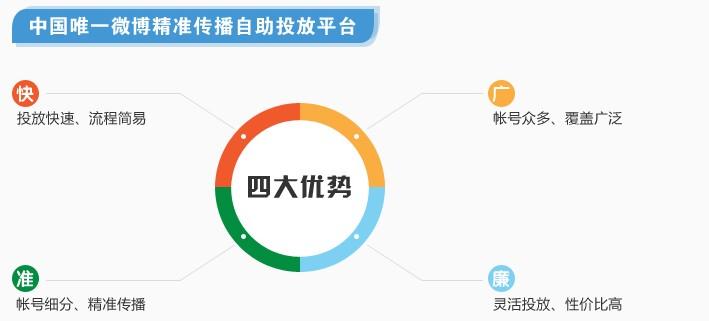 中国唯一微博精准传播自助投放平台
快
投放快速、流程简易
广
帐号众多、覆盖广泛
四大优势
准
帐号细分、精准传播
廉
灵活投放、性价比高